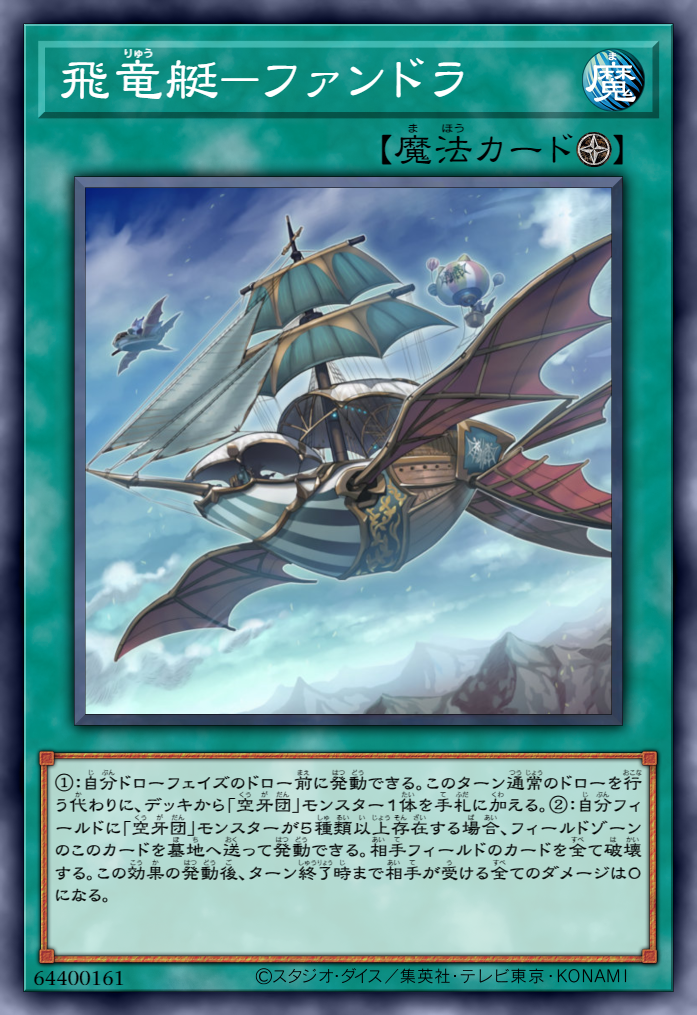 飛竜艇－ファンドラ
魔
【魔法カード】
①：自分ドローフェイズのドロー前に発動できる。このターン通常のドローを行
う代わりに、デッキから「空牙団」モンスター１体を手札に加える。②：自分フィ
ールドに「空牙団」モンスターが５種類以上存在する場合、フィールドゾーン
のこのカードを墓地へ送って発動できる。相手フィールドのカードを全て破壊
する。この効果の発動後、ターン終了時まで相手が受ける全てのダメージは０
になる。
64400161 ©スタジオ・ダイス／集英社・テレビ東京・KONAMI